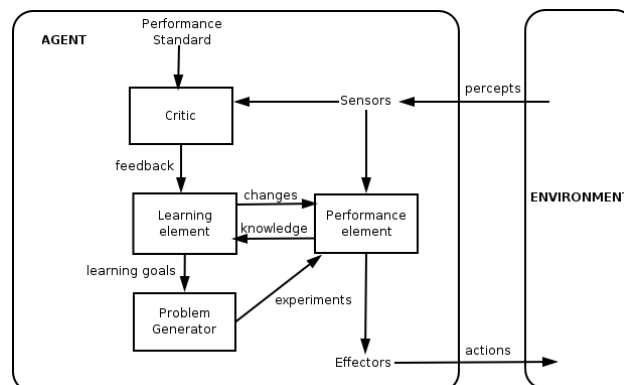 Performance
Standard
AGENT
percepts
Sensors
Critic
feedback
changes
Learning
element
Performance
element
ENVIRONMENT
knowledge
learning goals
experiments
Problem
Generator
Effectors
actions